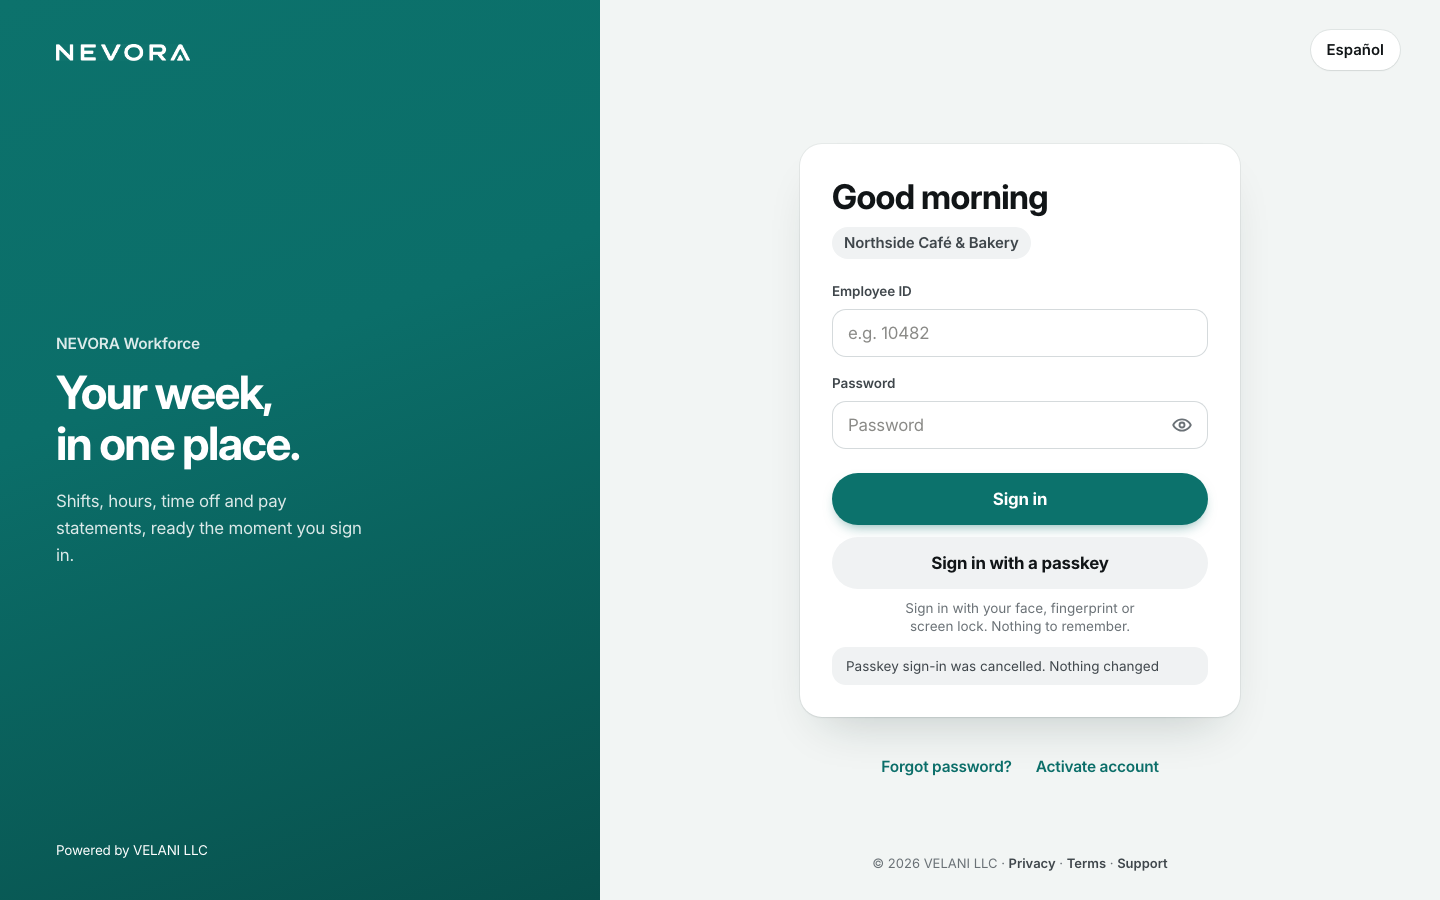 NEVORA
Español
Good morning
Northside Café & Bakery
Employee ID
e.g. 10482
Password
Password
Sign in
Sign in with a passkey
Sign in with your face, fingerprint or
screen lock. Nothing to remember.
Passkey sign-in was cancelled. Nothing changed
Forgot password? Activate account
NEVORA Workforce
Your week,
in one place.
Shifts, hours, time off and pay
statements, ready the moment you sign
in.
Powered by VELANI LLC
© 2026 VELANI LLC · Privacy · Terms · Support